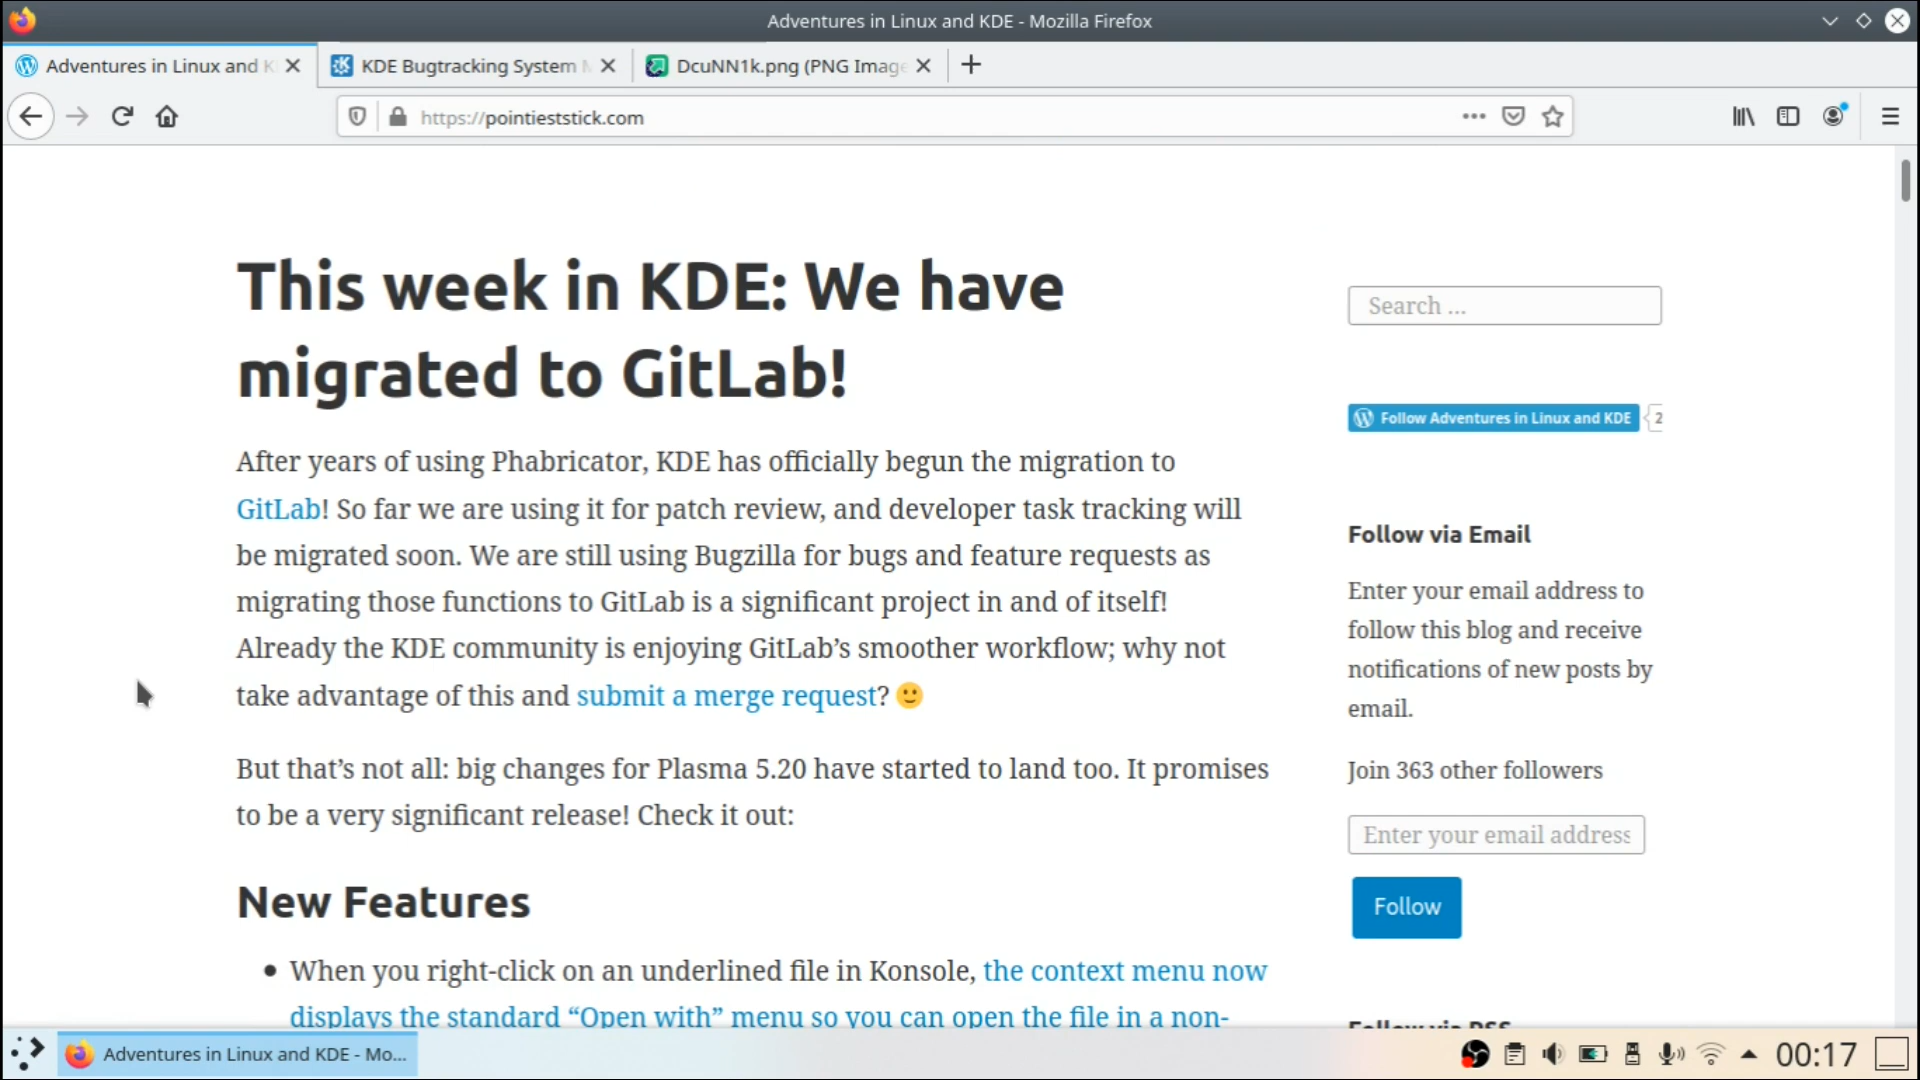 Adventures in Linux and KDE - Mozilla Firefox
Adventures in Linux and K
KDE Bugtracking System
DcuNN1k.png (PNG Image
https://pointieststick.com
This week in KDE: We have
migrated to GitLab!
After years of using Phabricator, KDE has officially begun the migration to
GitLab! So far we are using it for patch review, and developer task tracking will
be migrated soon. We are still using Bugzilla for bugs and feature requests as
migrating those functions to GitLab is a significant project in and of itself!
Already the KDE community is enjoying GitLab’s smoother workflow; why not
take advantage of this and submit a merge request? 🙂
But that’s not all: big changes for Plasma 5.20 have started to land too. It promises
to be a very significant release! Check it out:
New Features
• When you right-click on an underlined file in Konsole, the context menu now
displays the standard “Open with” menu so you can open the file in a non-
Search ...
Follow Adventures in Linux and KDE
2
Follow via Email
Enter your email address to
follow this blog and receive
notifications of new posts by
email.
Join 363 other followers
Enter your email address
Follow
Follow via RSS
Adventures in Linux and KDE - Mo...
00:17